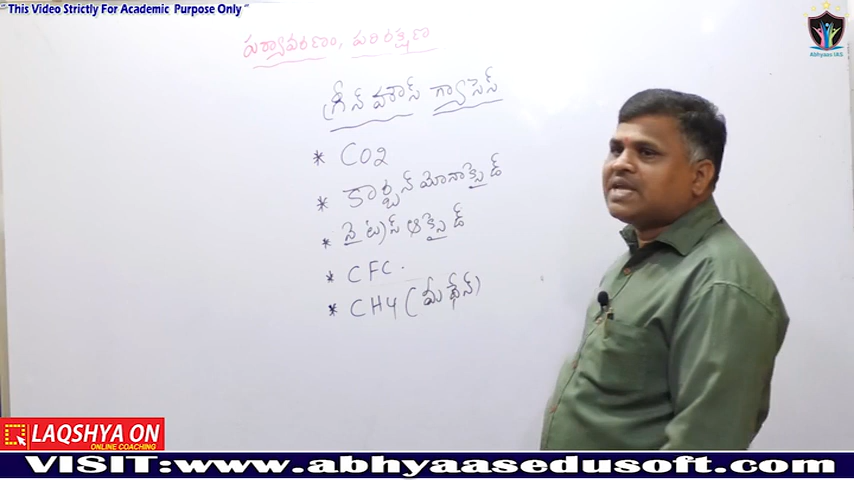 “This Video Strictly For Academic Purpose Only“
Abhyaas IAS
పర్యావరణం, పరిరక్షణ
గ్రీన్ హౌస్ గ్యాసెస్
* CO2
* కార్బన్ మోనాక్సైడ్
* నైట్రస్ ఆక్సైడ్
* CFC.
* CH4 (మీథేన్)
LAQSHYA ON
ONLINE COACHING
VISIT:www.abhyaasedusoft.com